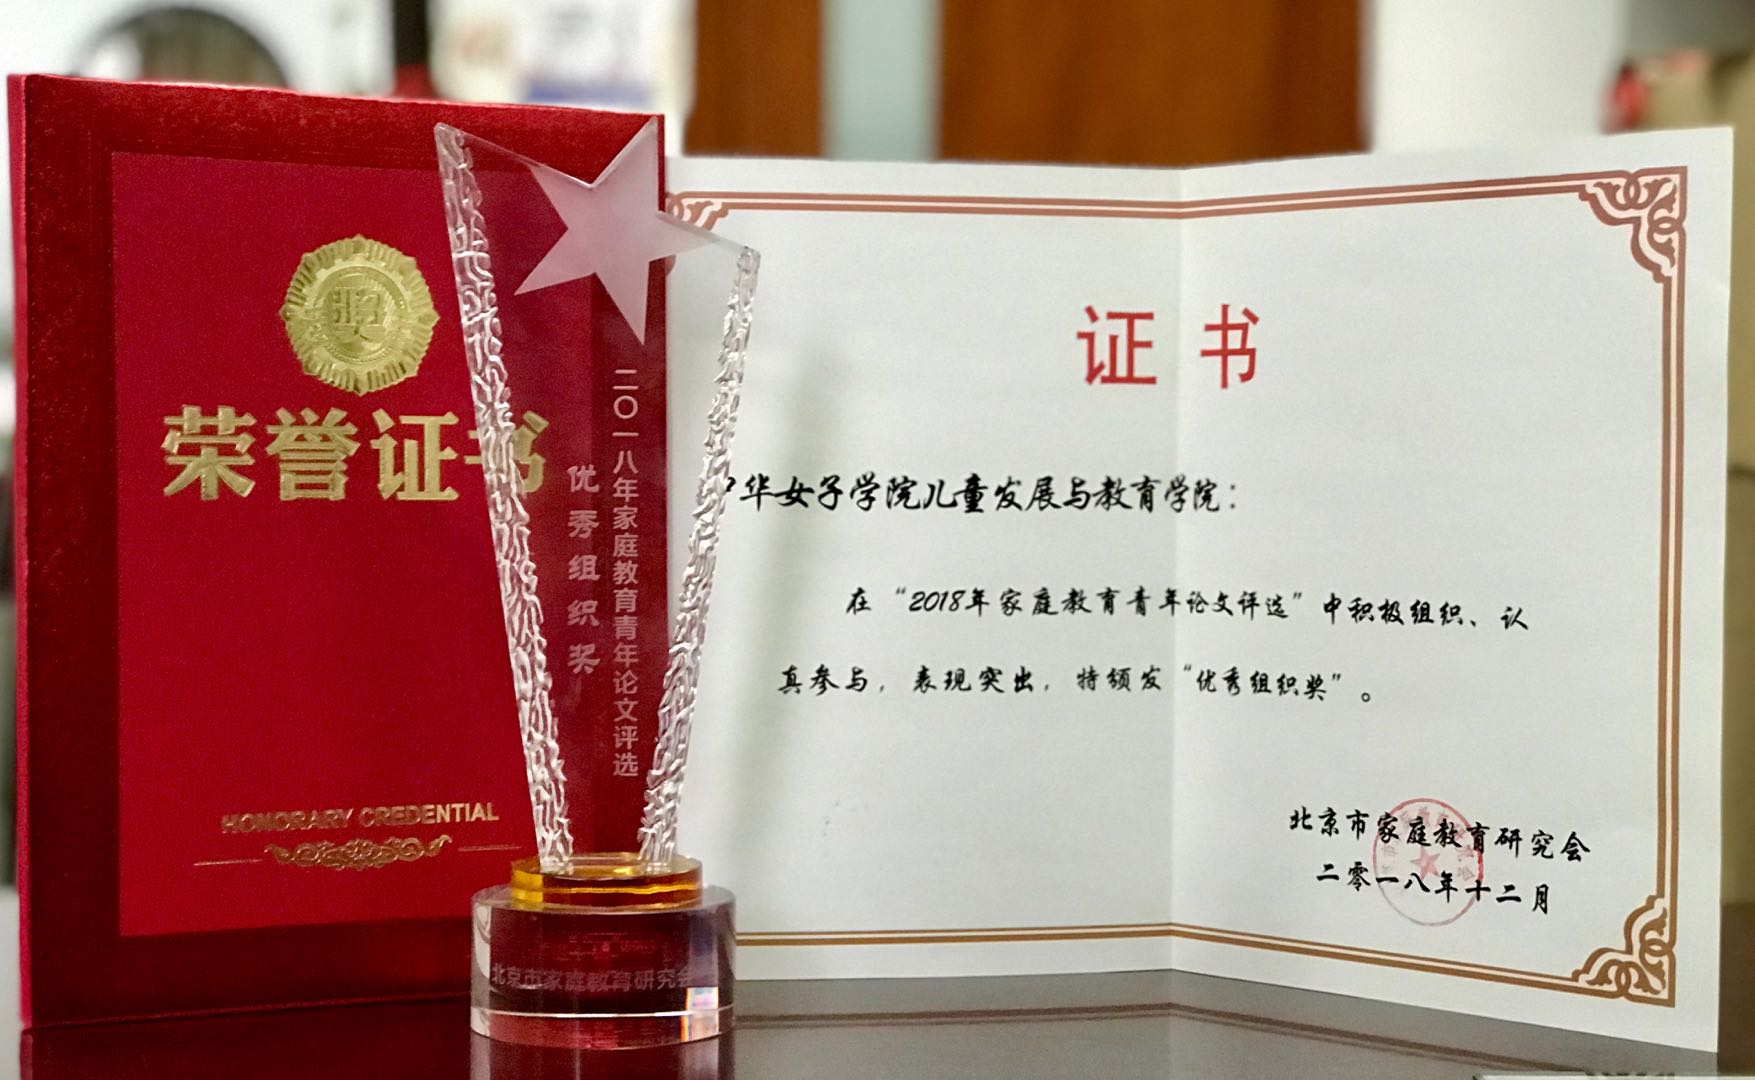 奖
荣誉证书
HONORARY CREDENTIAL
二〇一八年家庭教育青年论文评选
优秀组织奖
北京市家庭教育研究会
证书
中华女子学院儿童发展与教育学院：
在“2018年家庭教育青年论文评选”中积极组织、认
真参与，表现突出，特颁发“优秀组织奖”。
北京市家庭教育研究会
二零一八年十二月